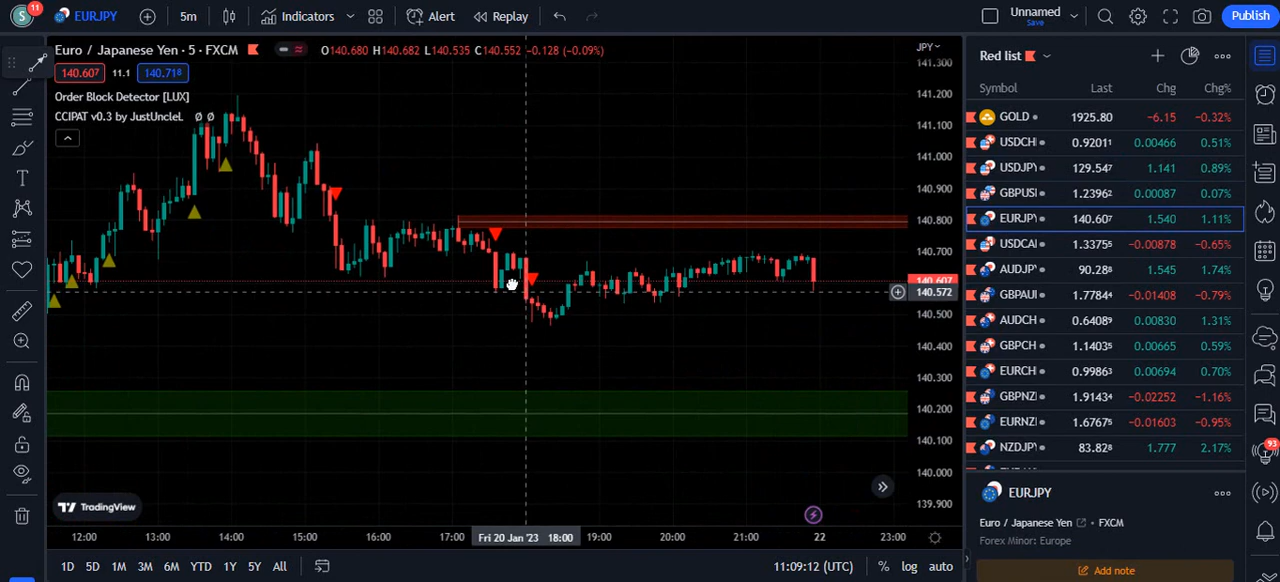 S 11 EURJPY 5m Indicators Alert Replay Unnamed Save Publish
Euro / Japanese Yen · 5 · FXCM O140.680 H140.682 L140.535 C140.552 -0.128 (-0.09%) JPY
140.607 11.1 140.718
Order Block Detector [LUX]
CCIPAT v0.3 by JustUncleL Ø Ø
141.300
141.200
141.100
141.000
140.900
140.800
140.700
140.607
140.572
140.500
140.400
140.300
140.200
140.100
140.000
139.900
TradingView
12:00 13:00 14:00 15:00 16:00 17:00 Fri 20 Jan '23 18:00 19:00 20:00 21:00 22 23:00
1D 5D 1M 3M 6M YTD 1Y 5Y All 11:09:12 (UTC) % log auto
Red list
Symbol Last Chg Chg%
GOLD 1925.80 -6.15 -0.32%
USDCH 0.92011 0.00466 0.51%
USDJPY 129.547 1.141 0.89%
GBPUSI 1.23962 0.00087 0.07%
EURJPY 140.607 1.540 1.11%
USDCAI 1.33755 -0.00878 -0.65%
AUDJPY 90.288 1.545 1.74%
GBPAUI 1.77844 -0.01408 -0.79%
AUDCH 0.64089 0.00830 1.31%
GBPCH 1.14035 0.00665 0.59%
EURCH 0.99863 0.00694 0.70%
GBPNZI 1.91434 -0.02252 -1.16%
EURNZI 1.67675 -0.01603 -0.95%
NZDJPY 83.828 1.777 2.17%
93
EURJPY
Euro / Japanese Yen · FXCM
Forex Minor: Europe
Add note